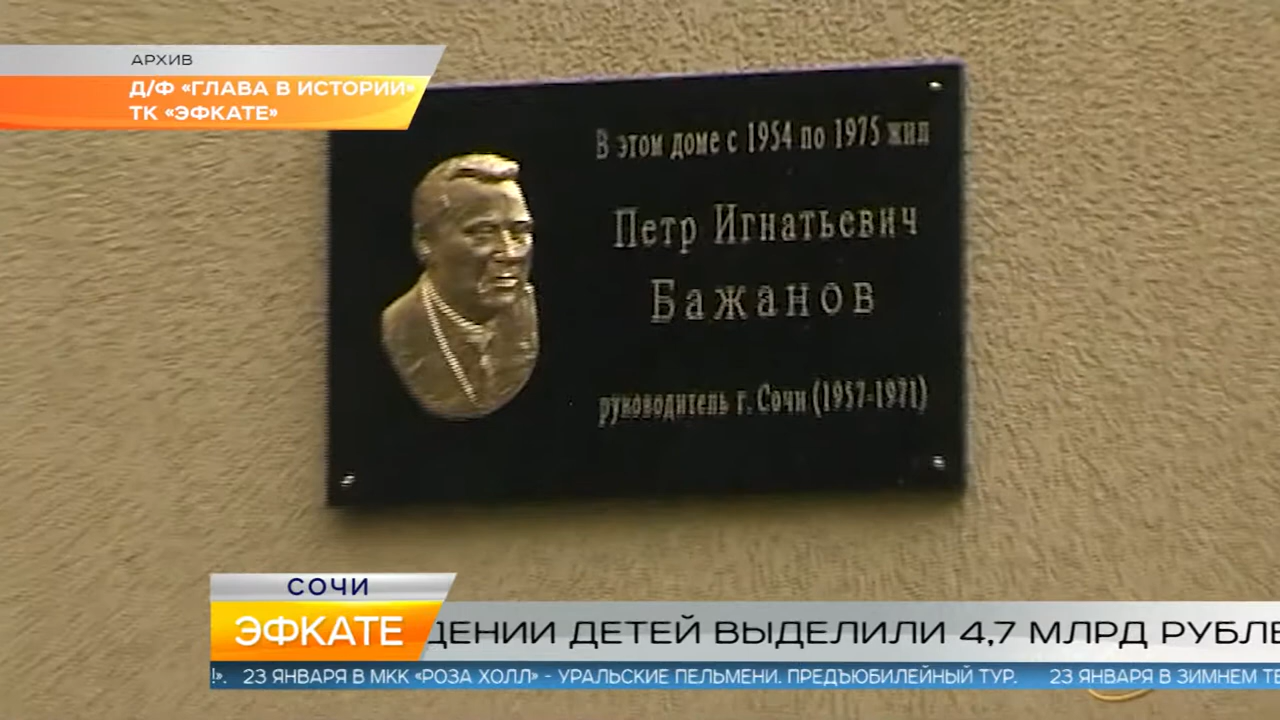 АРХИВ
Д/Ф «ГЛАВА В ИСТОРИИ»
ТК «ЭФКАТЕ»
В этом доме с 1954 по 1975 жил
Петр Игнатьевич
Бажанов
руководитель г. Сочи (1957-1971)
СОЧИ
ЭФКАТЕ
ДЕНИИ ДЕТЕЙ ВЫДЕЛИЛИ 4,7 МЛРД РУБЛЕ
!». 23 ЯНВАРЯ В МКК «РОЗА ХОЛЛ» - УРАЛЬСКИЕ ПЕЛЬМЕНИ. ПРЕДЪЮБИЛЕЙНЫЙ ТУР. 23 ЯНВАРЯ В ЗИМНЕМ ТЕ